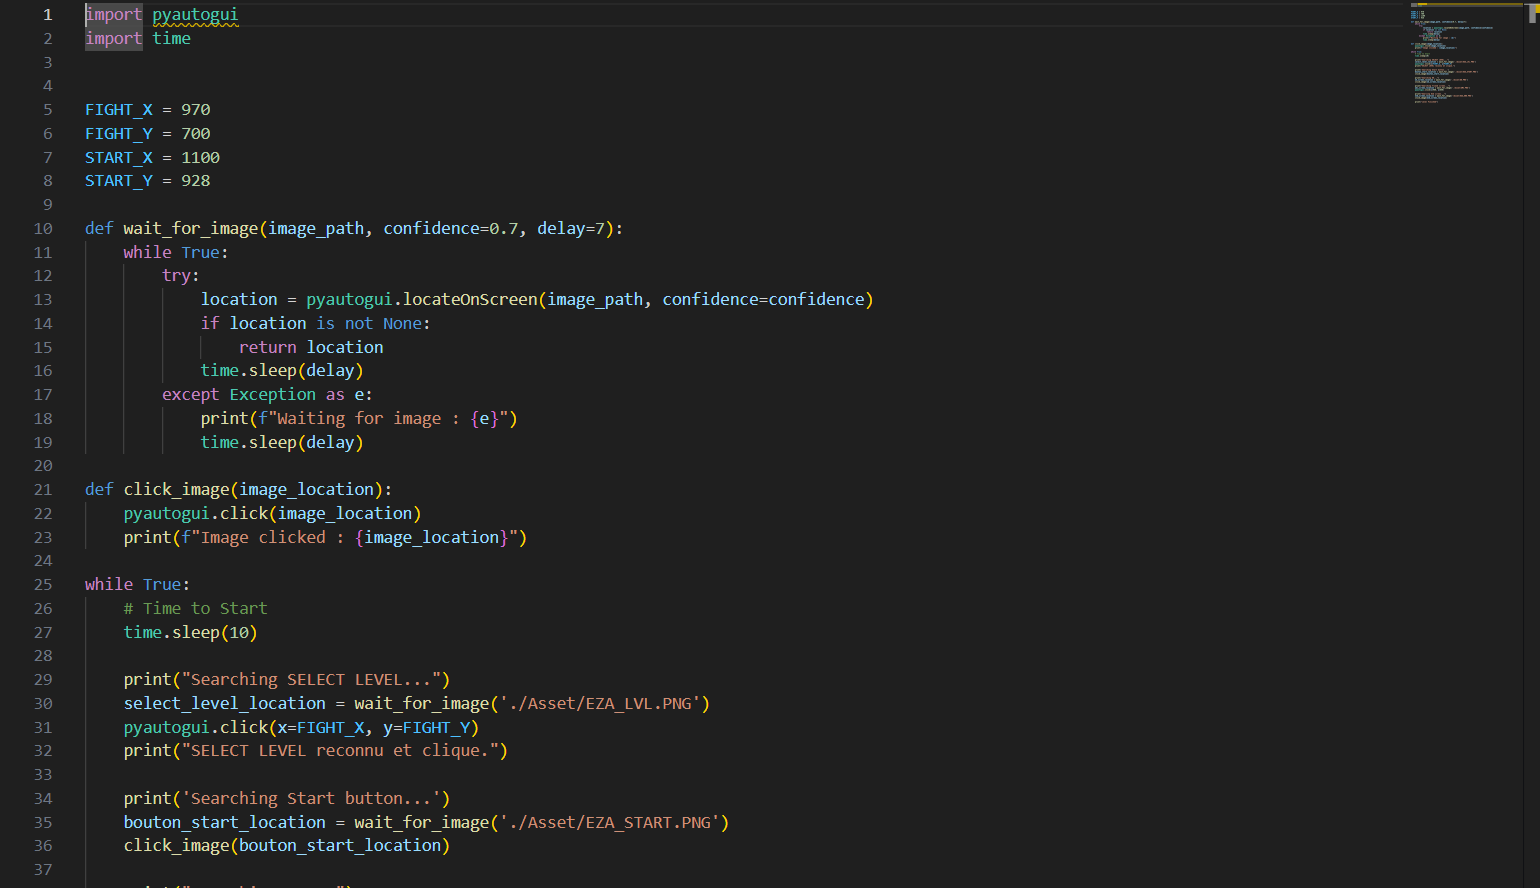 1 import pyautogui
2 import time
3
4
5 FIGHT_X = 970
6 FIGHT_Y = 700
7 START_X = 1100
8 START_Y = 928
9
10 def wait_for_image(image_path, confidence=0.7, delay=7):
11     while True:
12         try:
13             location = pyautogui.locateOnScreen(image_path, confidence=confidence)
14             if location is not None:
15                 return location
16             time.sleep(delay)
17         except Exception as e:
18             print(f"Waiting for image : {e}")
19             time.sleep(delay)
20
21 def click_image(image_location):
22     pyautogui.click(image_location)
23     print(f"Image clicked : {image_location}")
24
25 while True:
26     # Time to Start
27     time.sleep(10)
28
29     print("Searching SELECT LEVEL...")
30     select_level_location = wait_for_image('./Asset/EZA_LVL.PNG')
31     pyautogui.click(x=FIGHT_X, y=FIGHT_Y)
32     print("SELECT LEVEL reconnu et clique.")
33
34     print('Searching Start button...')
35     bouton_start_location = wait_for_image('./Asset/EZA_START.PNG')
36     click_image(bouton_start_location)
37